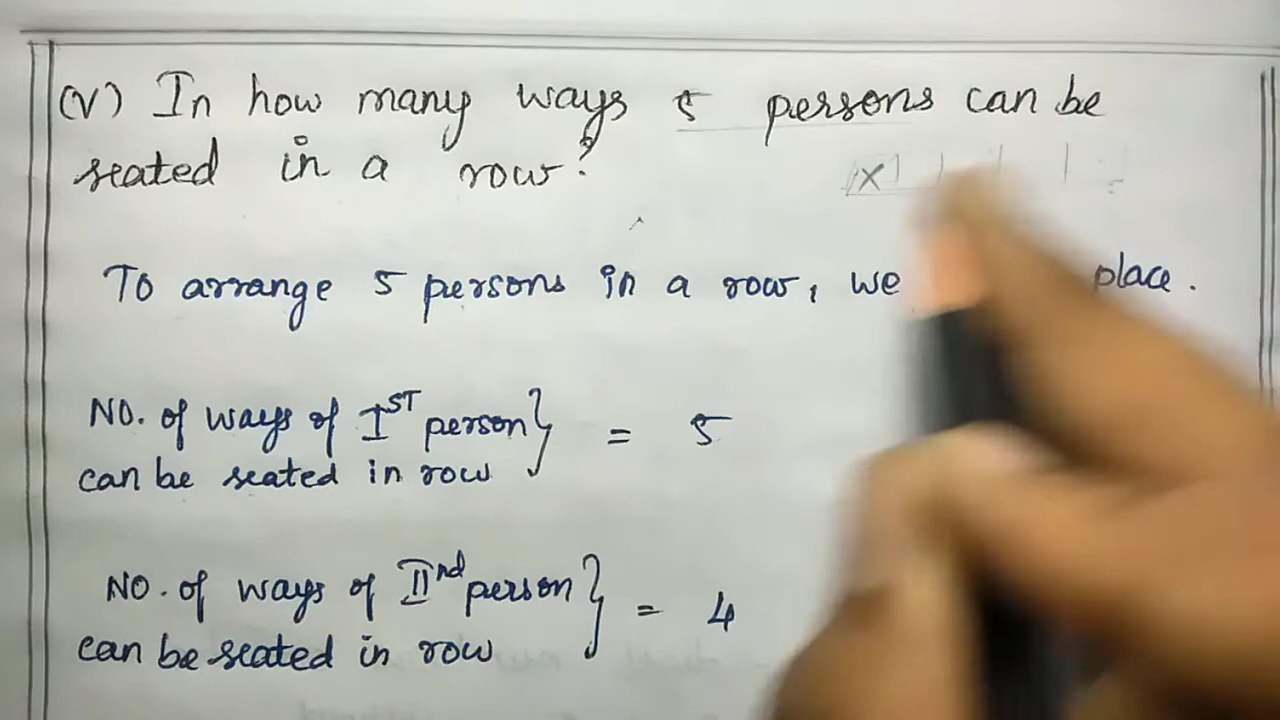 (V) In how many ways 5 persons can be
seated in a row?
X
To arrange 5 persons in a row, we place.
NO. of ways of IST person } = 5
can be seated in row
NO. of ways of IInd person } = 4
can be seated in row